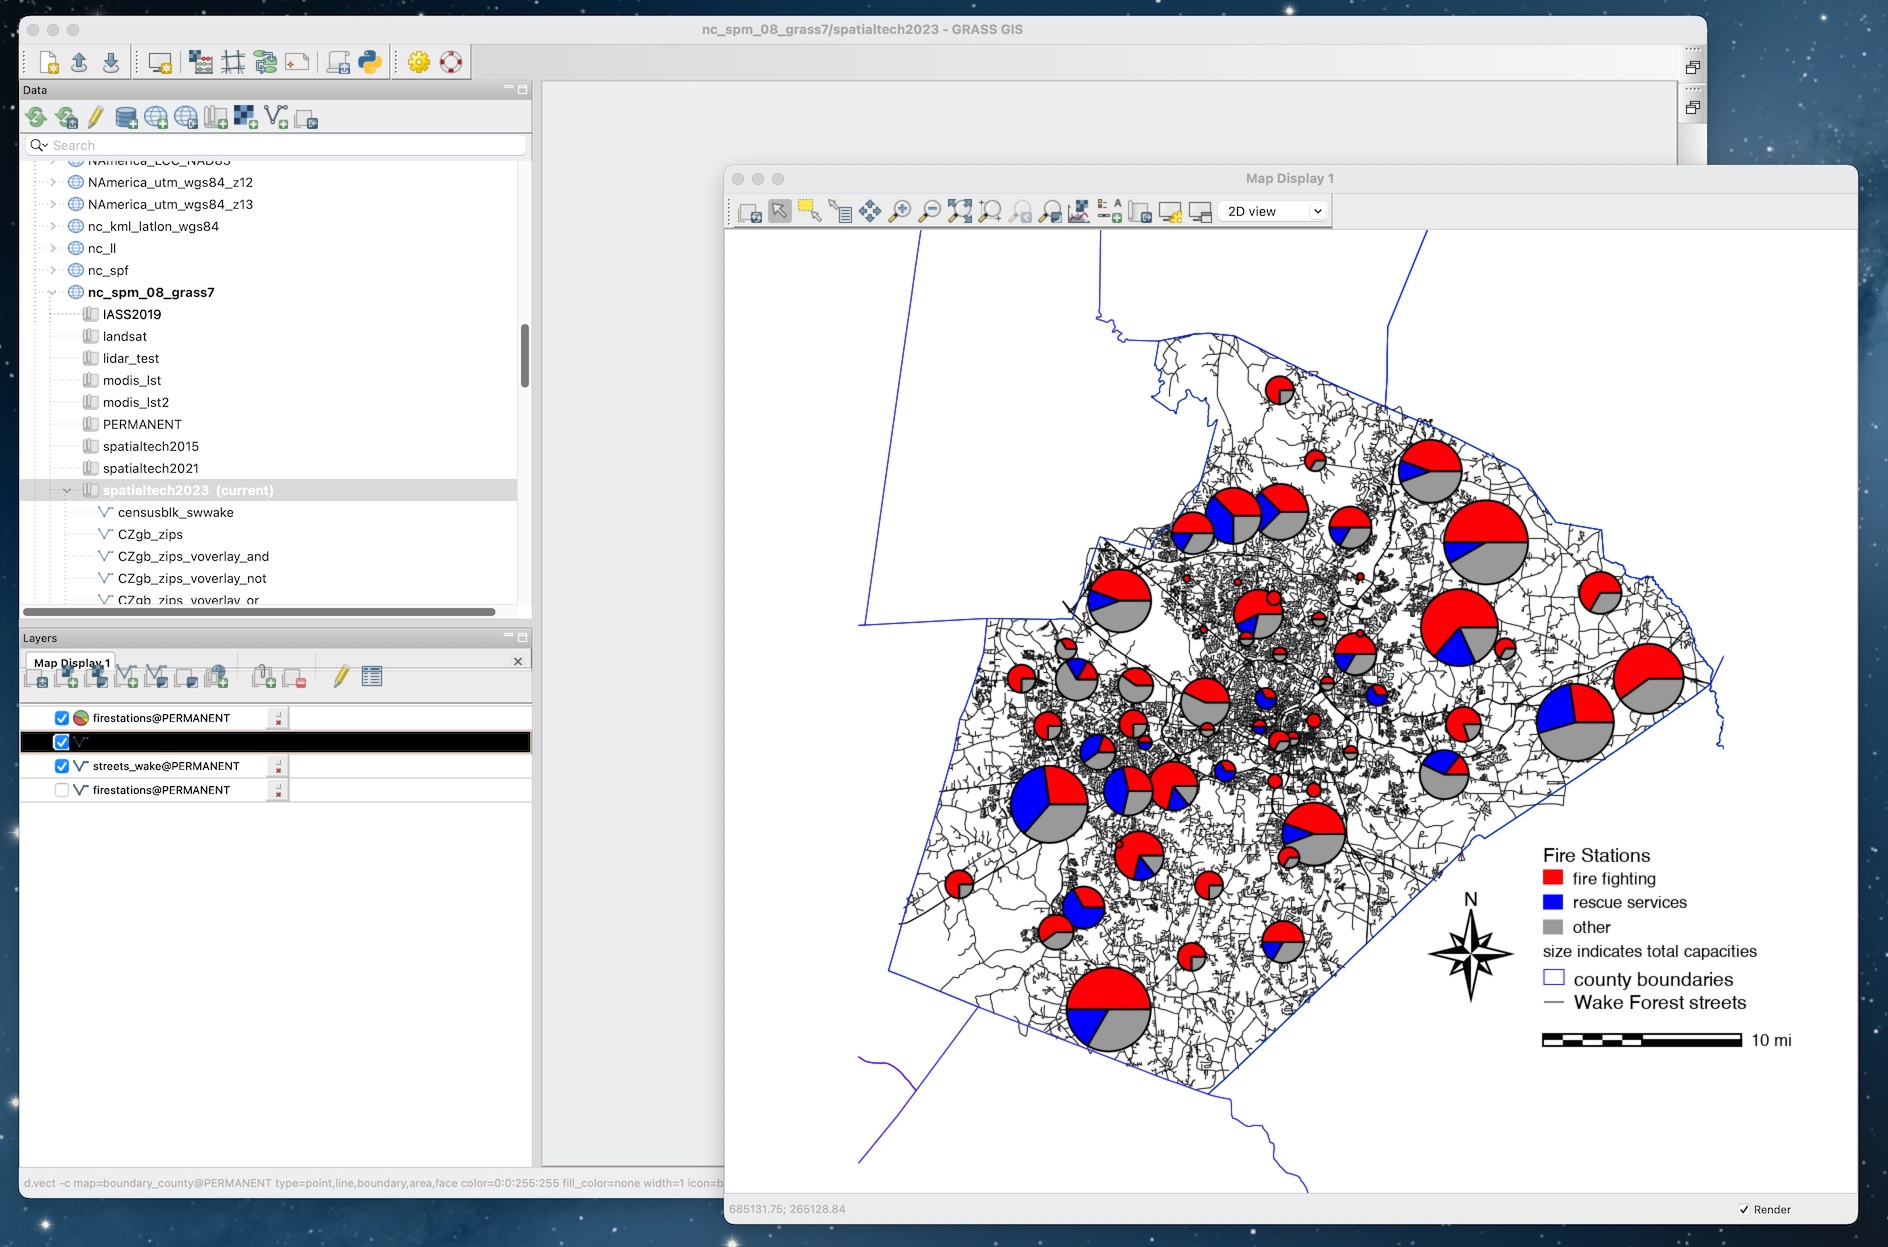 nc_spm_08_grass7/spatialtech2023 - GRASS GIS
Data
Search
NAmerica_LCC_NAD83
NAmerica_utm_wgs84_z12
NAmerica_utm_wgs84_z13
nc_kml_latlon_wgs84
nc_ll
nc_spf
nc_spm_08_grass7
IASS2019
landsat
lidar_test
modis_lst
modis_lst2
PERMANENT
spatialtech2015
spatialtech2021
spatialtech2023 (current)
censusblk_swwake
CZgb_zips
CZgb_zips_voverlay_and
CZgb_zips_voverlay_not
CZgb_zips_voverlay_or
Layers
Map Display 1
firestations@PERMANENT
streets_wake@PERMANENT
firestations@PERMANENT
d.vect -c map=boundary_county@PERMANENT type=point,line,boundary,area,face color=0:0:255:255 fill_color=none width=1 icon=b
Map Display 1
2D view
N
Fire Stations
fire fighting
rescue services
other
size indicates total capacities
county boundaries
Wake Forest streets
10 mi
685131.75; 265128.84
Render